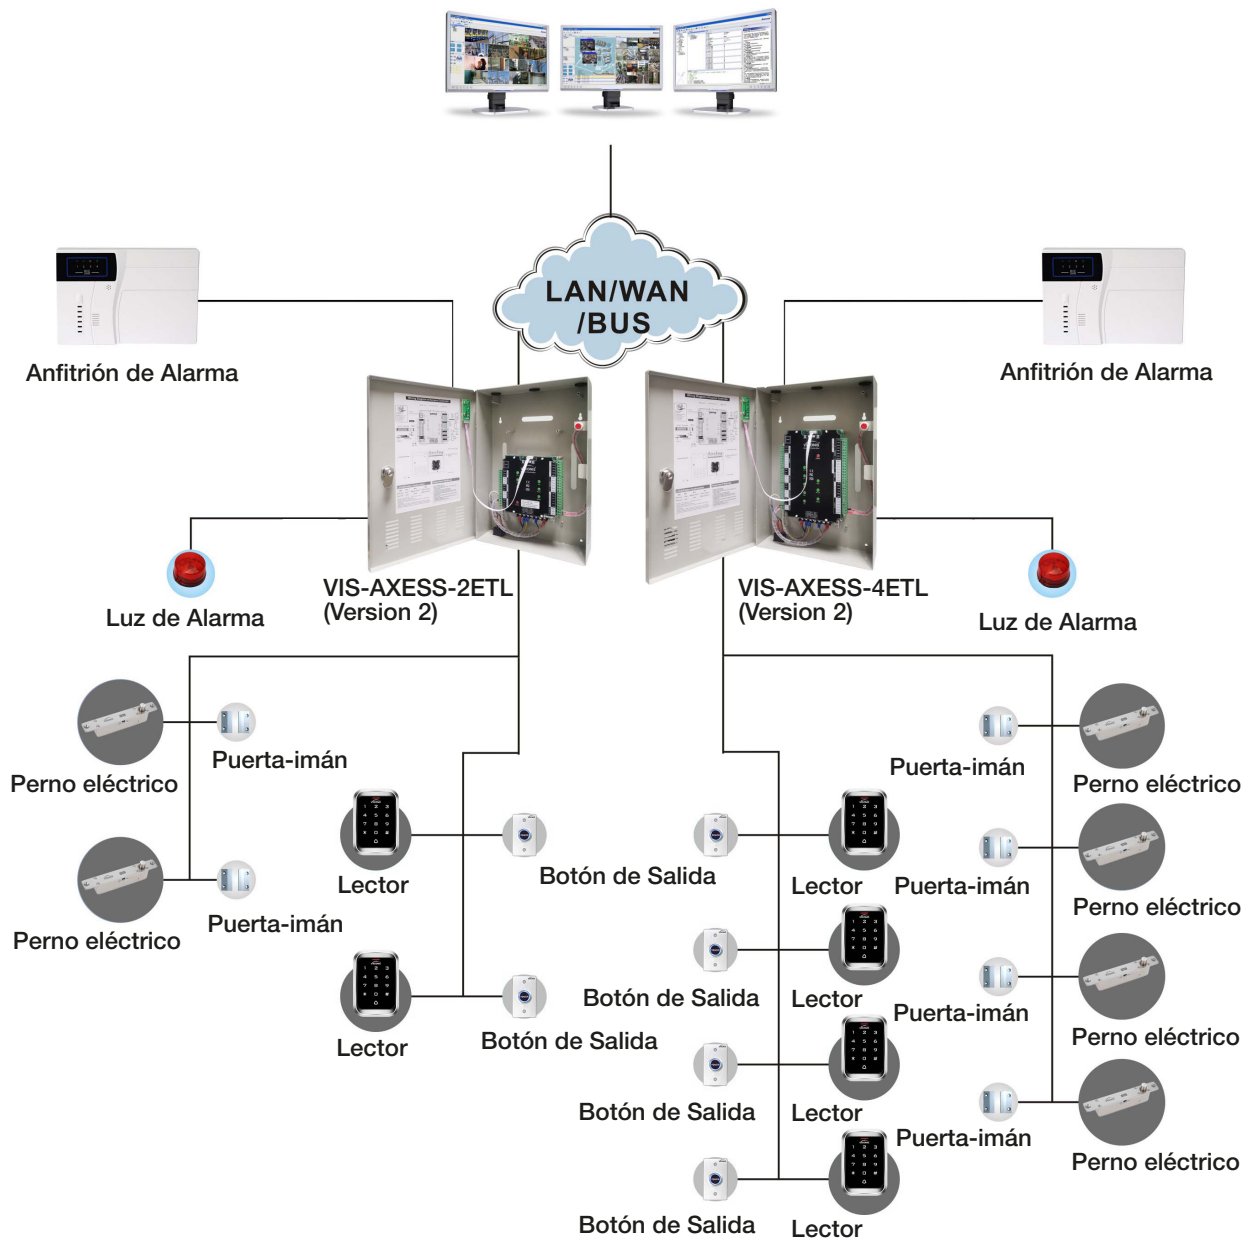 LAN/WAN
/BUS
Anfitrión de Alarma
Anfitrión de Alarma
VIS-AXESS-2ETL
(Version 2)
VIS-AXESS-4ETL
(Version 2)
Luz de Alarma
Luz de Alarma
Puerta-imán
Perno eléctrico
Puerta-imán
Perno eléctrico
Lector
Botón de Salida
Lector
Botón de Salida
Puerta-imán
Perno eléctrico
Botón de Salida
Lector
Puerta-imán
Perno eléctrico
Botón de Salida
Lector
Puerta-imán
Perno eléctrico
Botón de Salida
Lector
Puerta-imán
Perno eléctrico
Lector